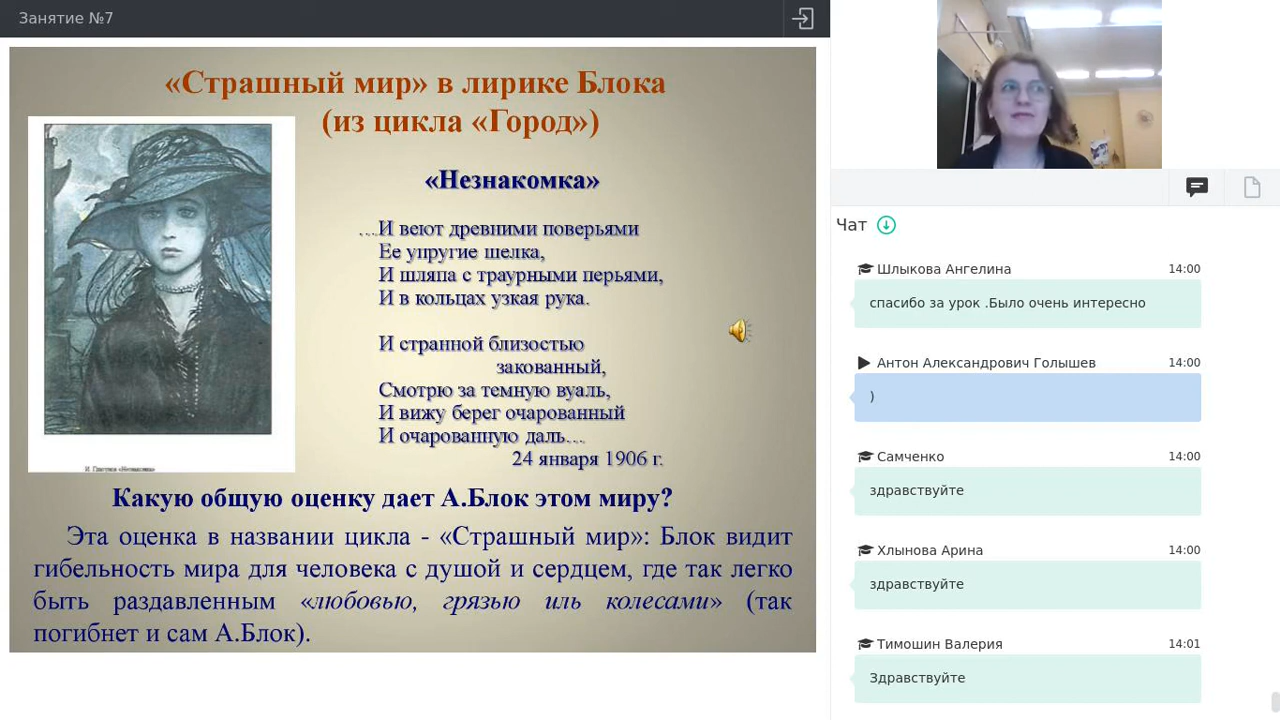 Занятие №7
«Страшный мир» в лирике Блока
(из цикла «Город»)
«Незнакомка»
…И веют древними поверьями
Ее упругие шелка,
И шляпа с траурными перьями,
И в кольцах узкая рука.
И странной близостью
закованный,
Смотрю за темную вуаль,
И вижу берег очарованный
И очарованную даль…
24 января 1906 г.
И. Глазунов «Незнакомка»
Какую общую оценку дает А.Блок этом миру?
Эта оценка в названии цикла - «Страшный мир»: Блок видит
гибельность мира для человека с душой и сердцем, где так легко
быть раздавленным «любовью, грязью иль колесами» (так
погибнет и сам А.Блок).
Чат
Шлыкова Ангелина 14:00
спасибо за урок .Было очень интересно
Антон Александрович Голышев 14:00
)
Самченко 14:00
здравствуйте
Хлынова Арина 14:00
здравствуйте
Тимошин Валерия 14:01
Здравствуйте